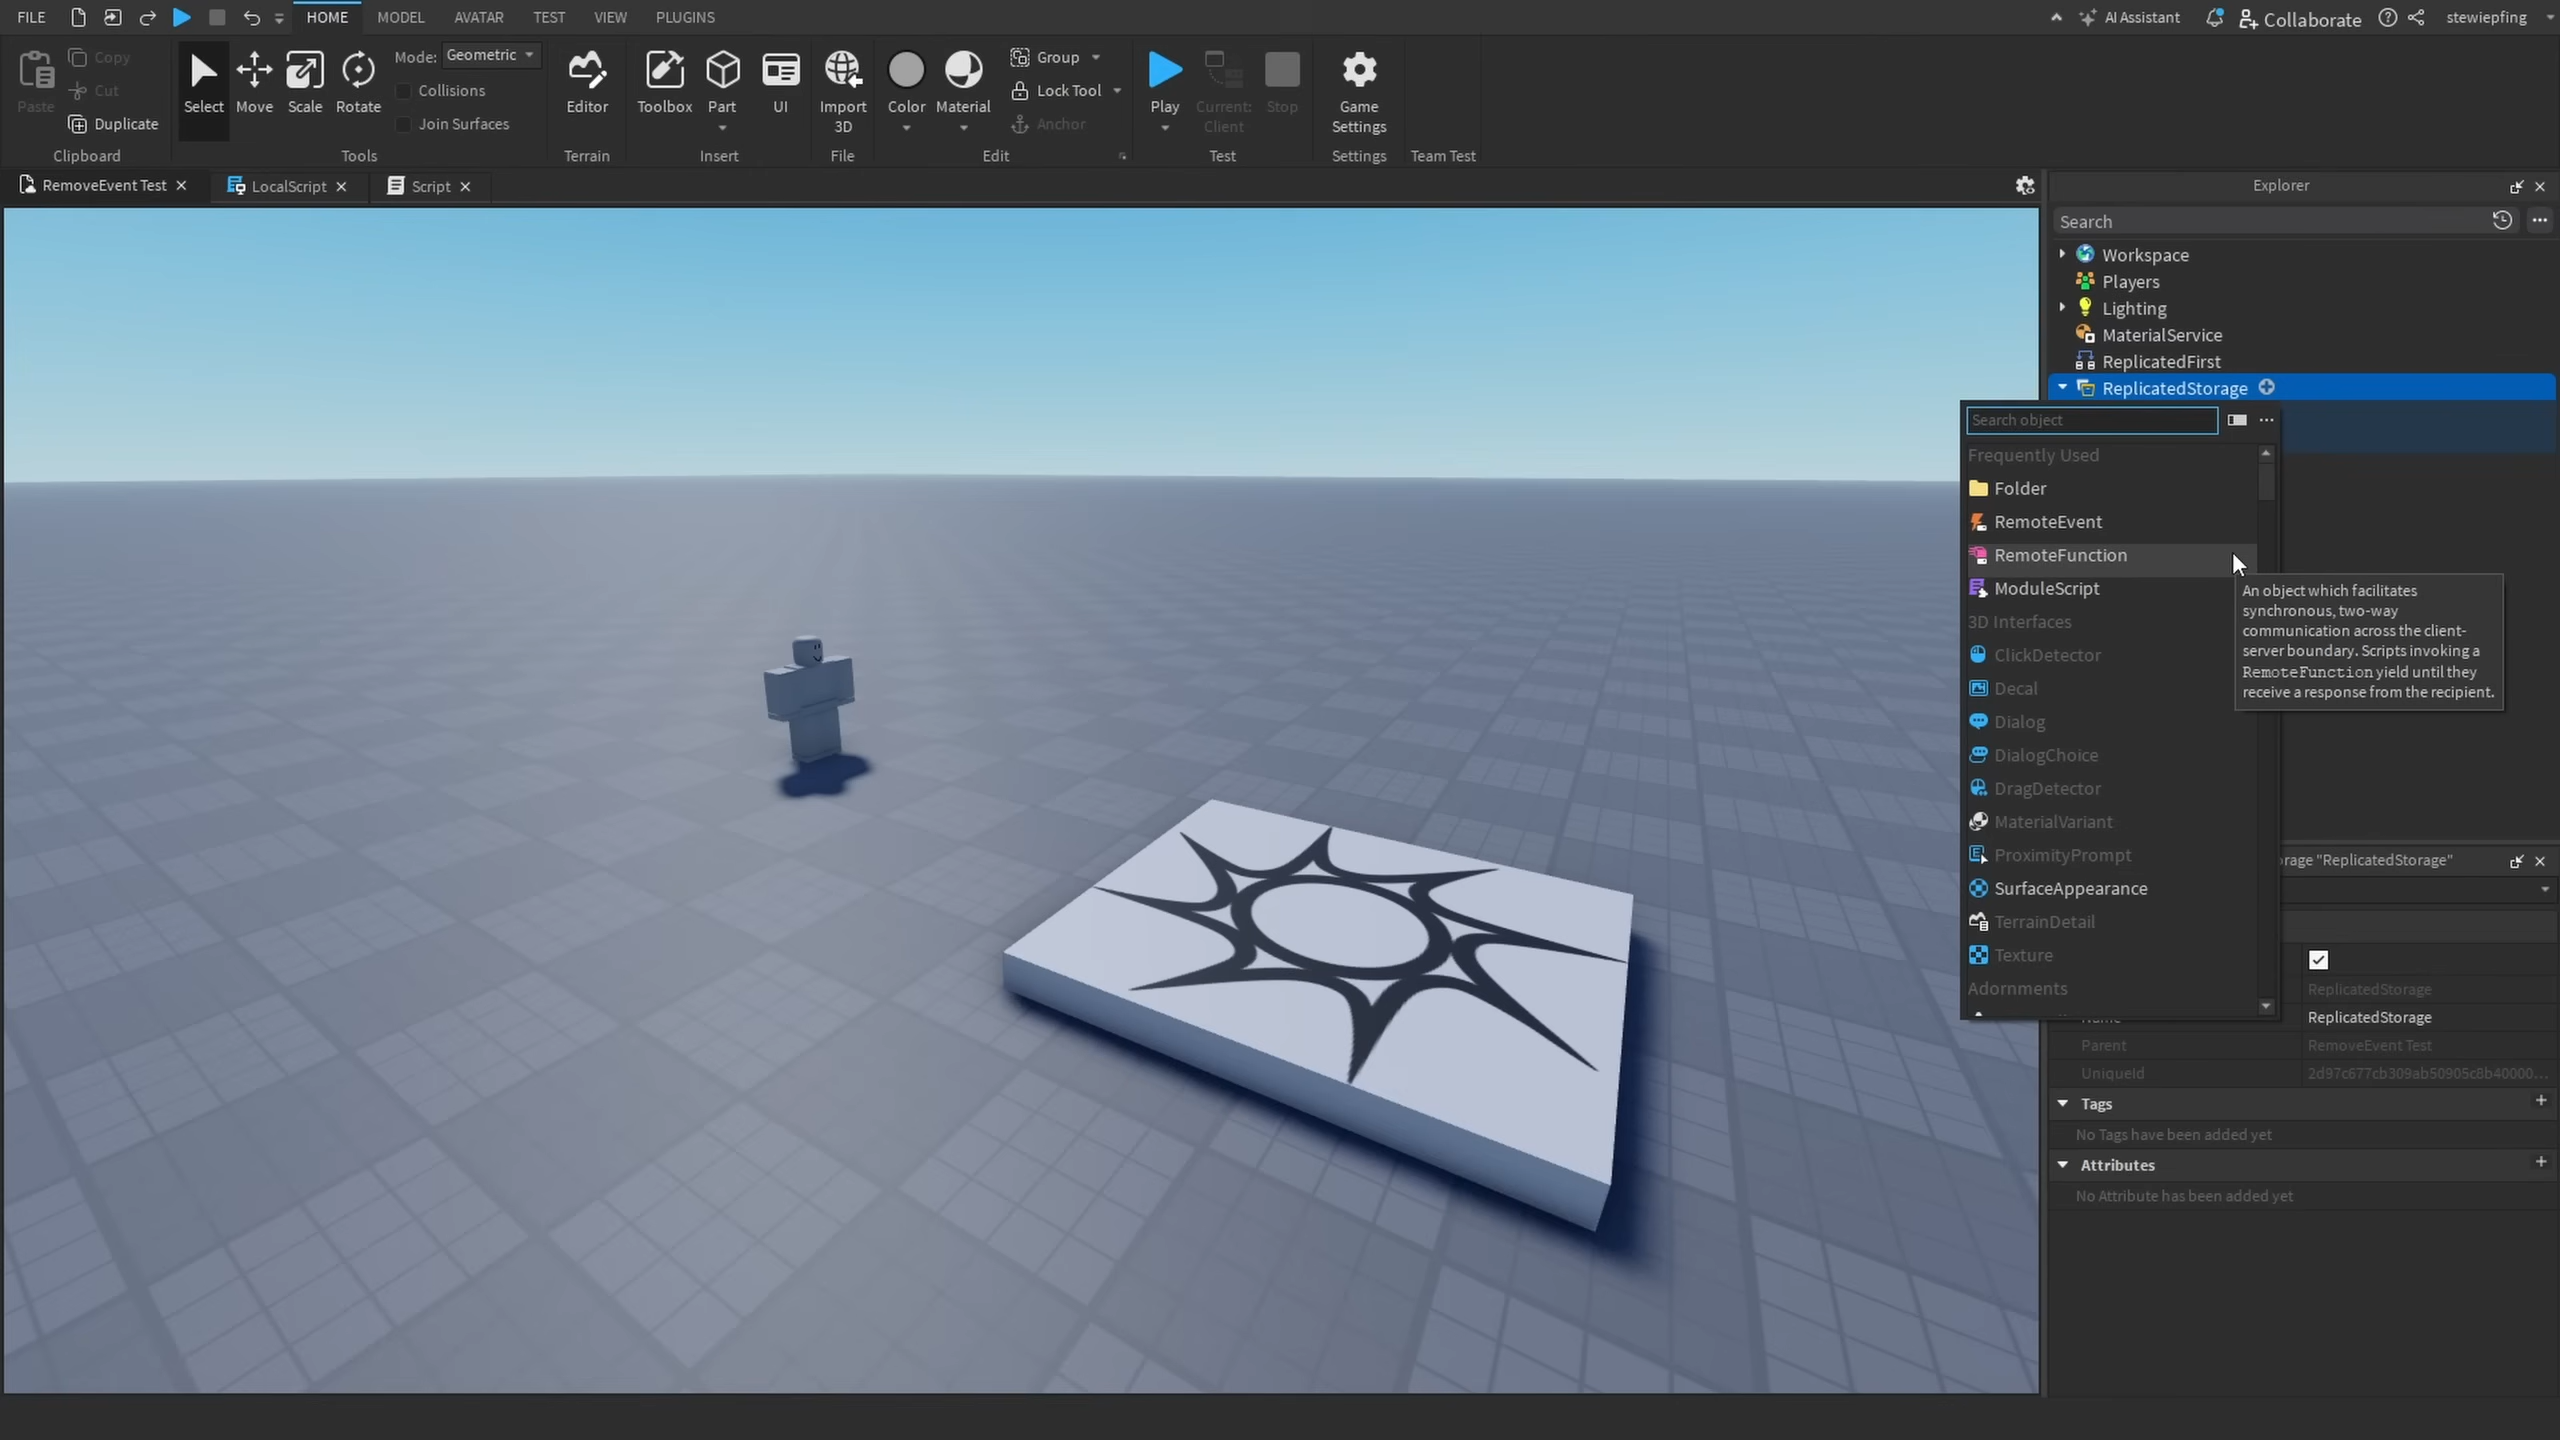 FILE
HOME
MODEL
AVATAR
TEST
VIEW
PLUGINS
AI Assistant
Collaborate
stewiepfing
Paste
Copy
Cut
Duplicate
Clipboard
Select
Move
Scale
Rotate
Mode: Geometric
Collisions
Join Surfaces
Tools
Editor
Terrain
Toolbox
Part
UI
Insert
Import
3D
File
Color
Material
Group
Lock Tool
Anchor
Edit
Play
Current:
Client
Stop
Test
Game
Settings
Settings
Team Test
RemoveEvent Test
LocalScript
Script
Explorer
Search
Workspace
Players
Lighting
MaterialService
ReplicatedFirst
ReplicatedStorage
Search object
Frequently Used
Folder
RemoteEvent
RemoteFunction
ModuleScript
3D Interfaces
ClickDetector
Decal
Dialog
DialogChoice
DragDetector
MaterialVariant
ProximityPrompt
SurfaceAppearance
TerrainDetail
Texture
Adornments
An object which facilitates
synchronous, two-way
communication across the client-
server boundary. Scripts invoking a
RemoteFunction yield until they
receive a response from the recipient.
rage "ReplicatedStorage"
ReplicatedStorage
Name
ReplicatedStorage
Parent
RemoveEvent Test
UniqueId
2d97c677cb309ab50905c8b40000...
Tags
No Tags have been added yet
Attributes
No Attribute has been added yet